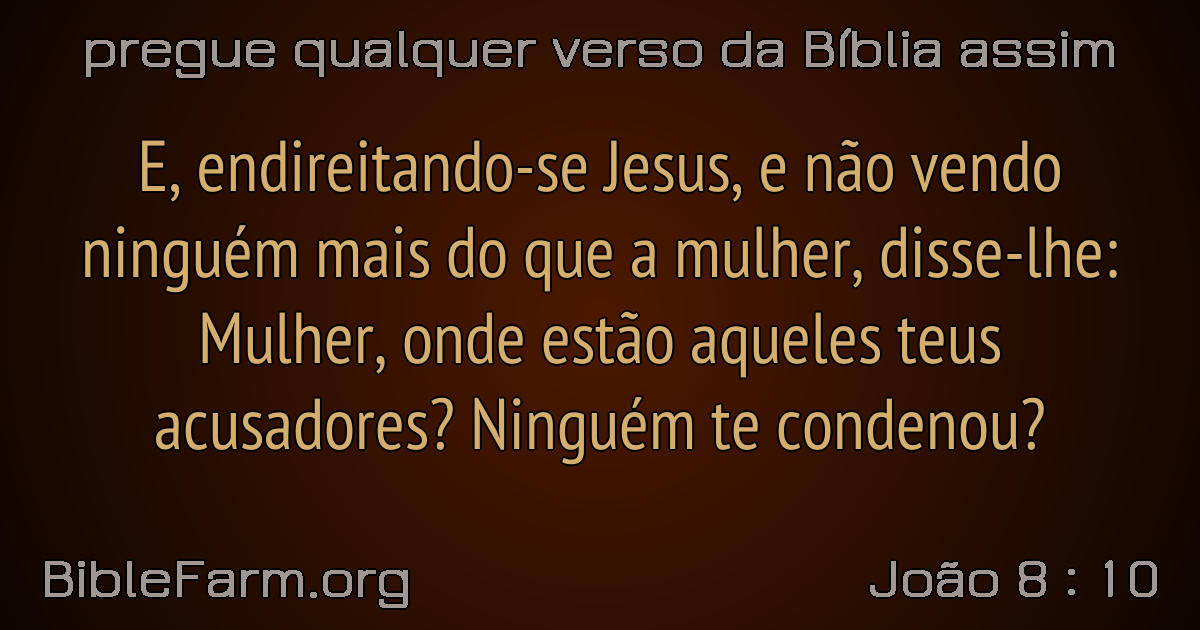 pregue qualquer verso da Bíblia assim
E, endireitando-se Jesus, e não vendo
ninguém mais do que a mulher, disse-lhe:
Mulher, onde estão aqueles teus
acusadores? Ninguém te condenou?
BibleFarm.org
João 8 : 10